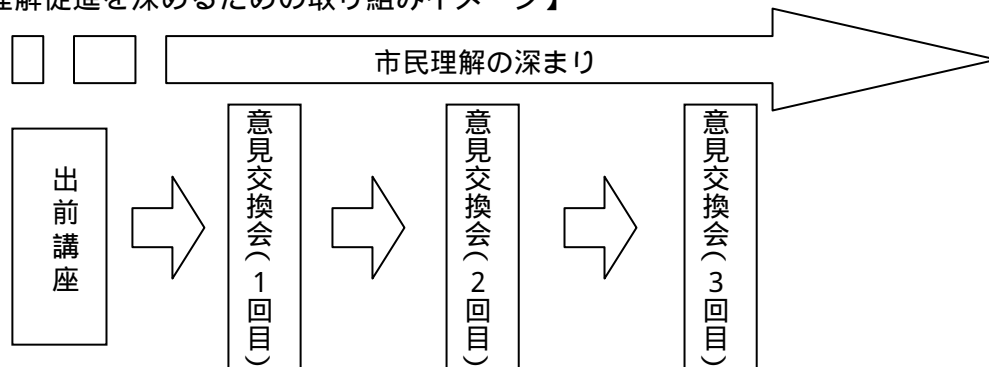 理解促進を深めるための取り組みイメージ】
市民理解の深まり
出前講座
意見交換会(1回目)
意見交換会(2回目)
意見交換会(3回目)